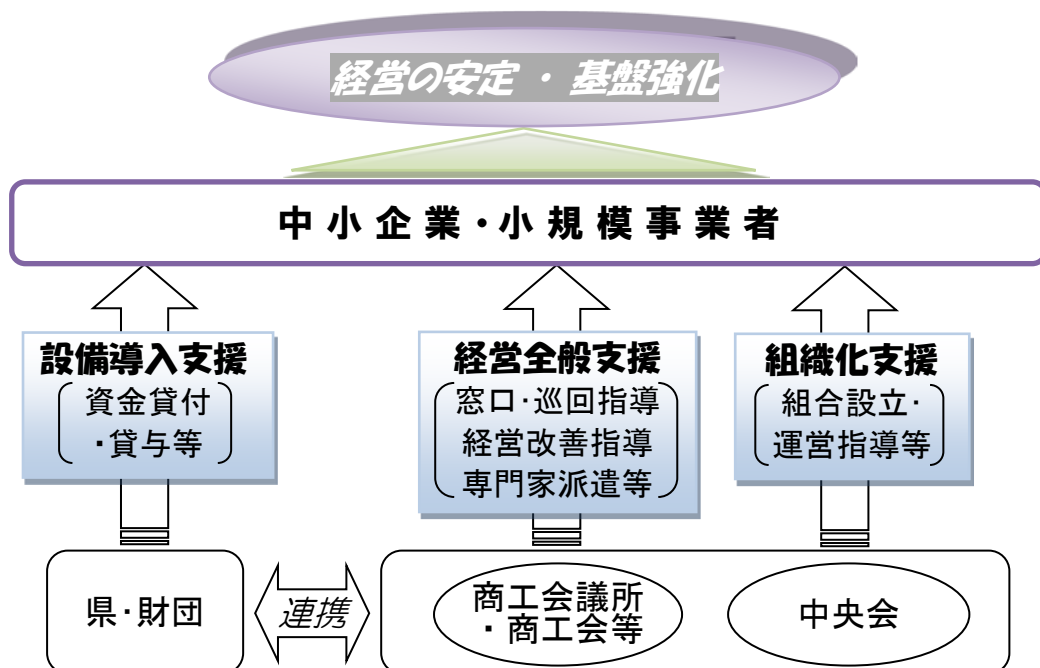 経営の安定 ・ 基盤強化
中小企業・小規模事業者
設備導入支援
資金貸付
・貸与等
経営全般支援
窓口・巡回指導
経営改善指導
専門家派遣等
組織化支援
組合設立・
運営指導等
県・財団
連携
商工会議所
・商工会等
中央会